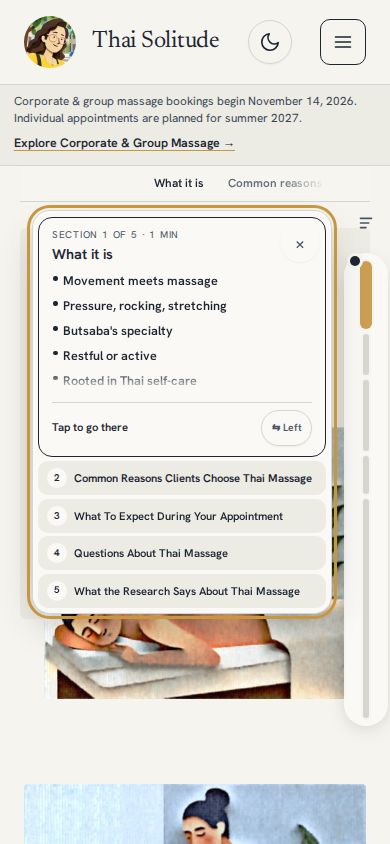 Thai Solitude
Corporate & group massage bookings begin November 14, 2026.
Individual appointments are planned for summer 2027.
Explore Corporate & Group Massage →
What it is
Common reasons
SECTION 1 OF 5 · 1 MIN
What it is
• Movement meets massage
• Pressure, rocking, stretching
• Butsaba's specialty
• Restful or active
• Rooted in Thai self-care
Tap to go there
⇆ Left
2 Common Reasons Clients Choose Thai Massage
3 What To Expect During Your Appointment
4 Questions About Thai Massage
5 What the Research Says About Thai Massage